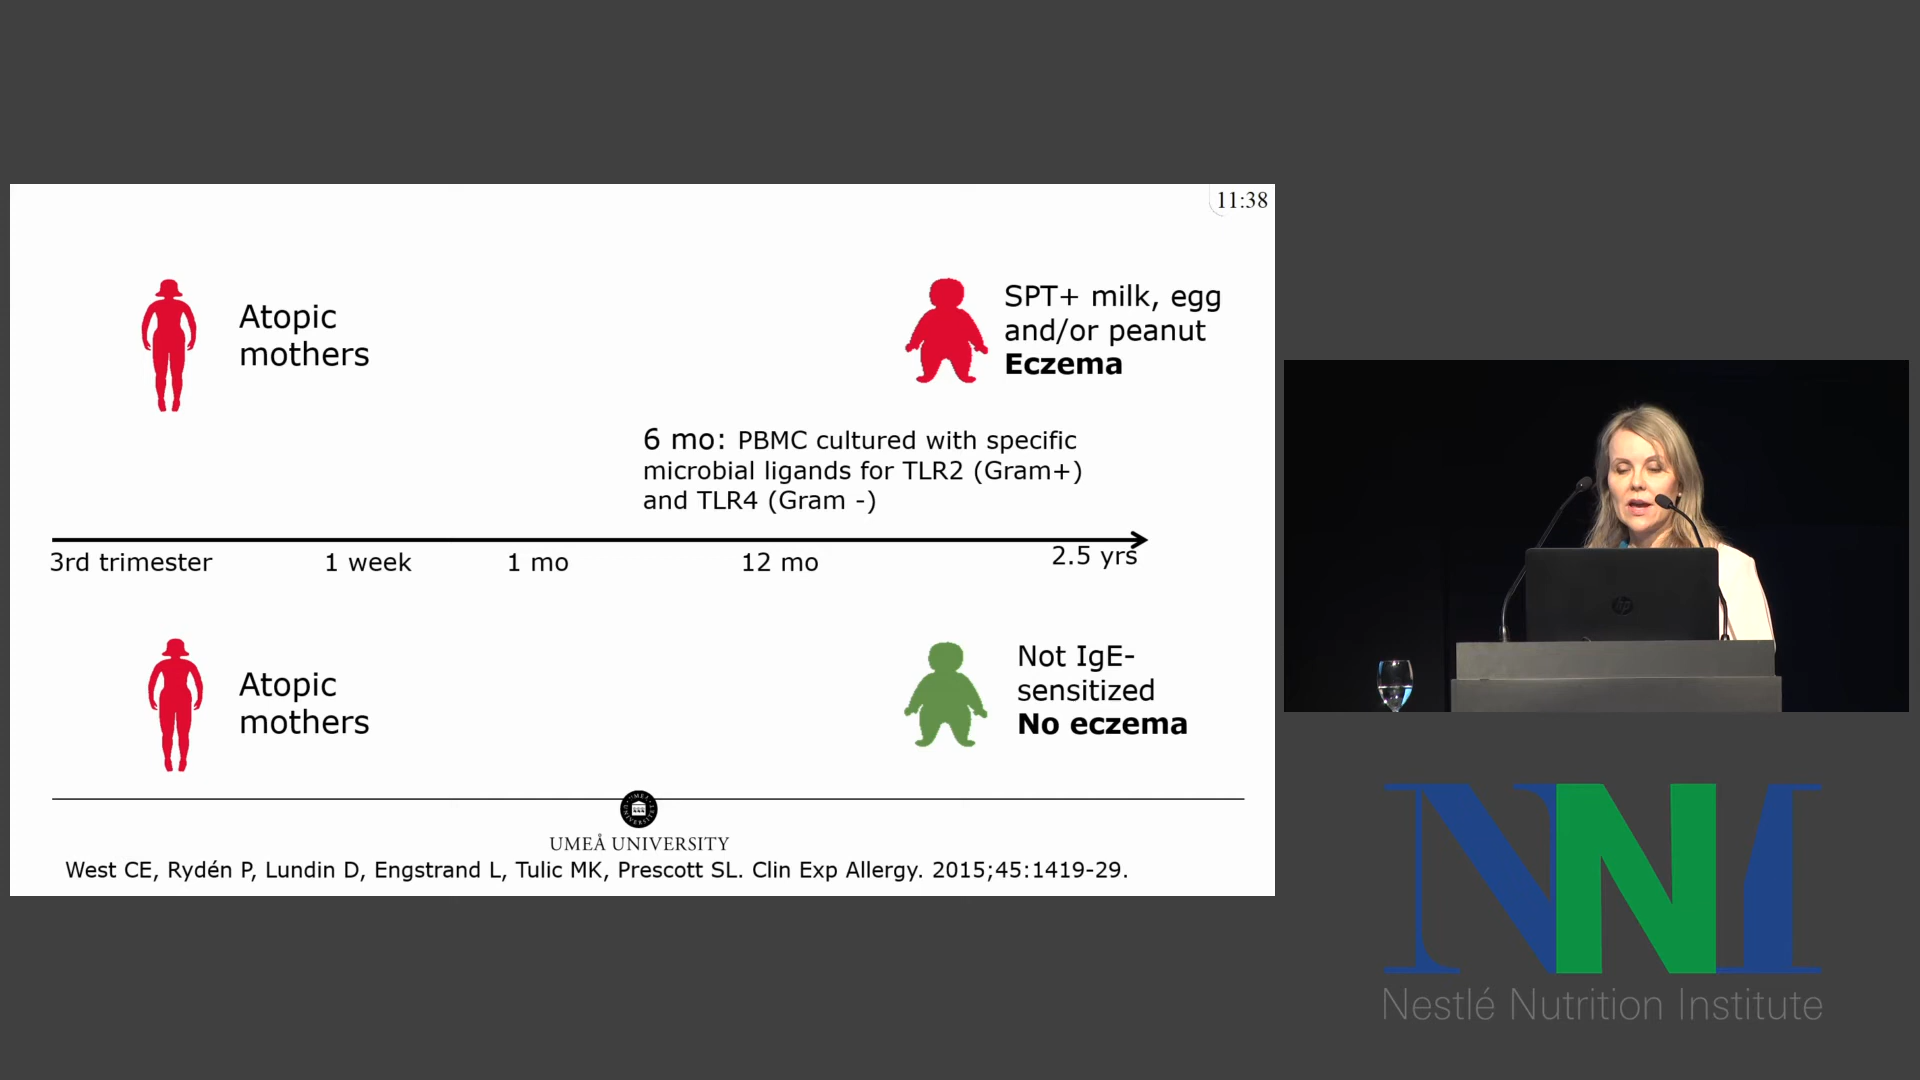 11:38
Atopic
mothers
SPT+ milk, egg
and/or peanut
Eczema
6 mo: PBMC cultured with specific
microbial ligands for TLR2 (Gram+)
and TLR4 (Gram -)
3rd trimester
1 week
1 mo
12 mo
2.5 yrs
Atopic
mothers
Not IgE-
sensitized
No eczema
UMEÅ UNIVERSITY
West CE, Rydén P, Lundin D, Engstrand L, Tulic MK, Prescott SL. Clin Exp Allergy. 2015;45:1419-29.
NNI
Nestlé Nutrition Institute